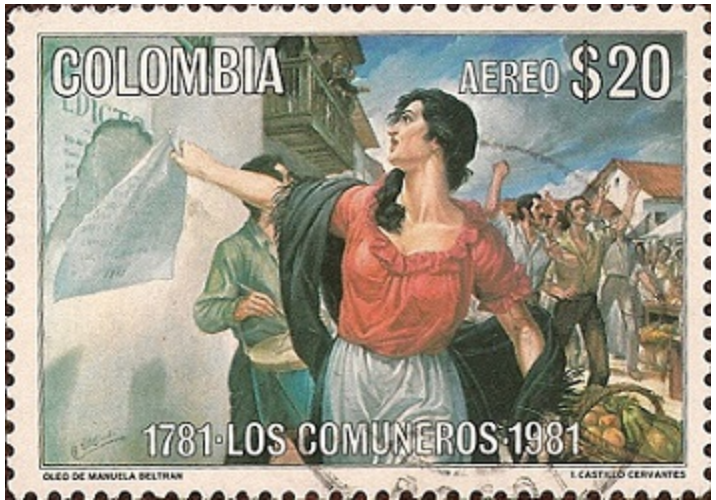 COLOMBIA
AEREO $20
EDICTO
1781·LOS COMUNEROS·1981
OLEO DE MANUELA BELTRAN
I. CASTILLO CERVANTES